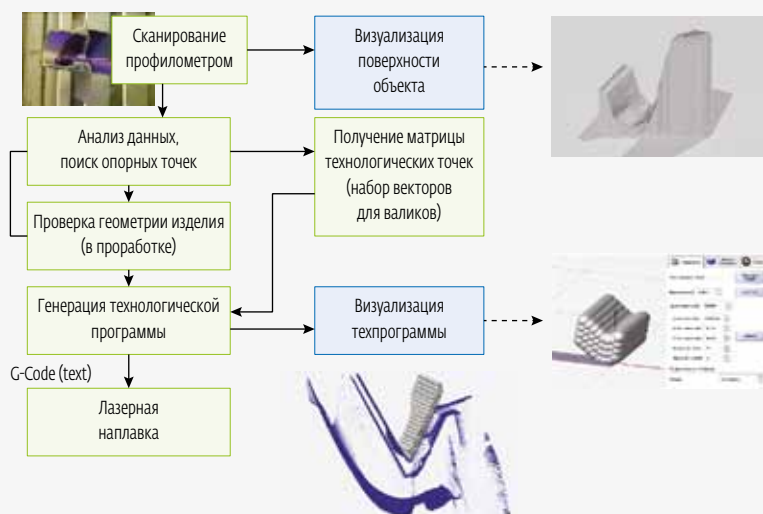 Сканирование
профилометром
Визуализация
поверхности
объекта
Анализ данных,
поиск опорных точек
Получение матрицы
технологических точек
(набор векторов
для валиков)
Проверка геометрии изделия
(в проработке)
Генерация технологической
программы
Визуализация
техпрограммы
G-Code (text)
Лазерная
наплавка